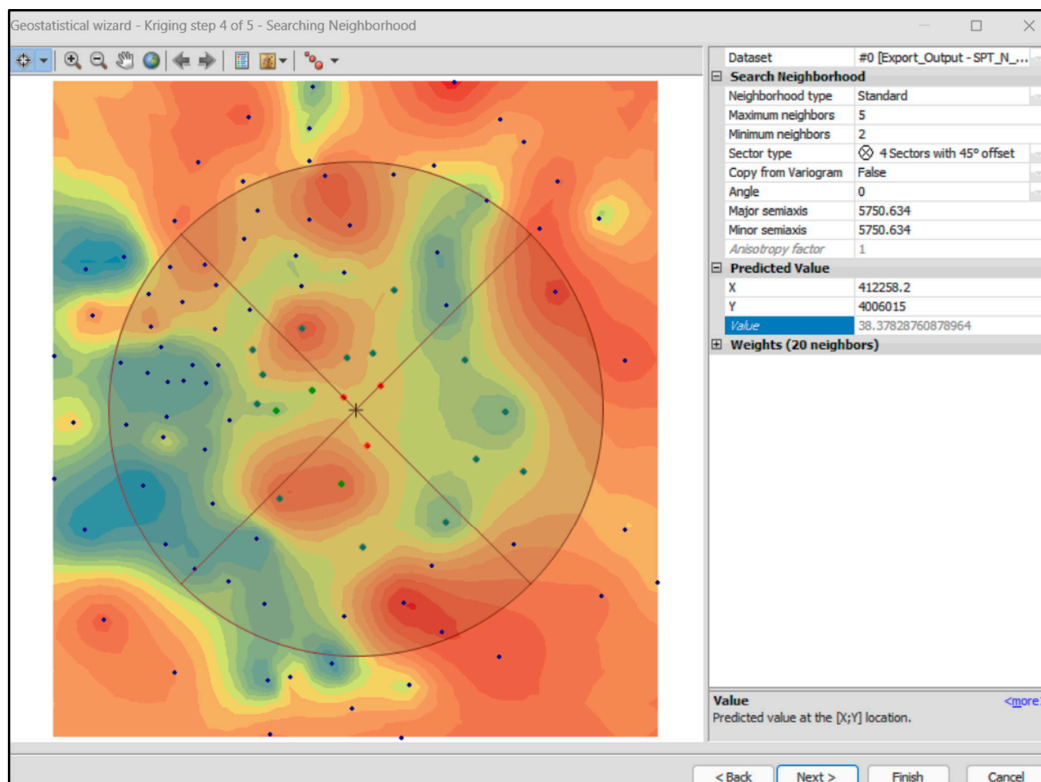 Geostatistical wizard - Kriging step 4 of 5 - Searching Neighborhood
Dataset #0 [Export_Output - SPT_N_...
Search Neighborhood
Neighborhood type Standard
Maximum neighbors 5
Minimum neighbors 2
Sector type 4 Sectors with 45° offset
Copy from Variogram False
Angle 0
Major semiaxis 5750.634
Minor semiaxis 5750.634
Anisotropy factor 1
Predicted Value
X 412258.2
Y 4006015
Value 38.37828760878964
Weights (20 neighbors)
Value <more>
Predicted value at the [X;Y] location.
< Back Next > Finish Cancel